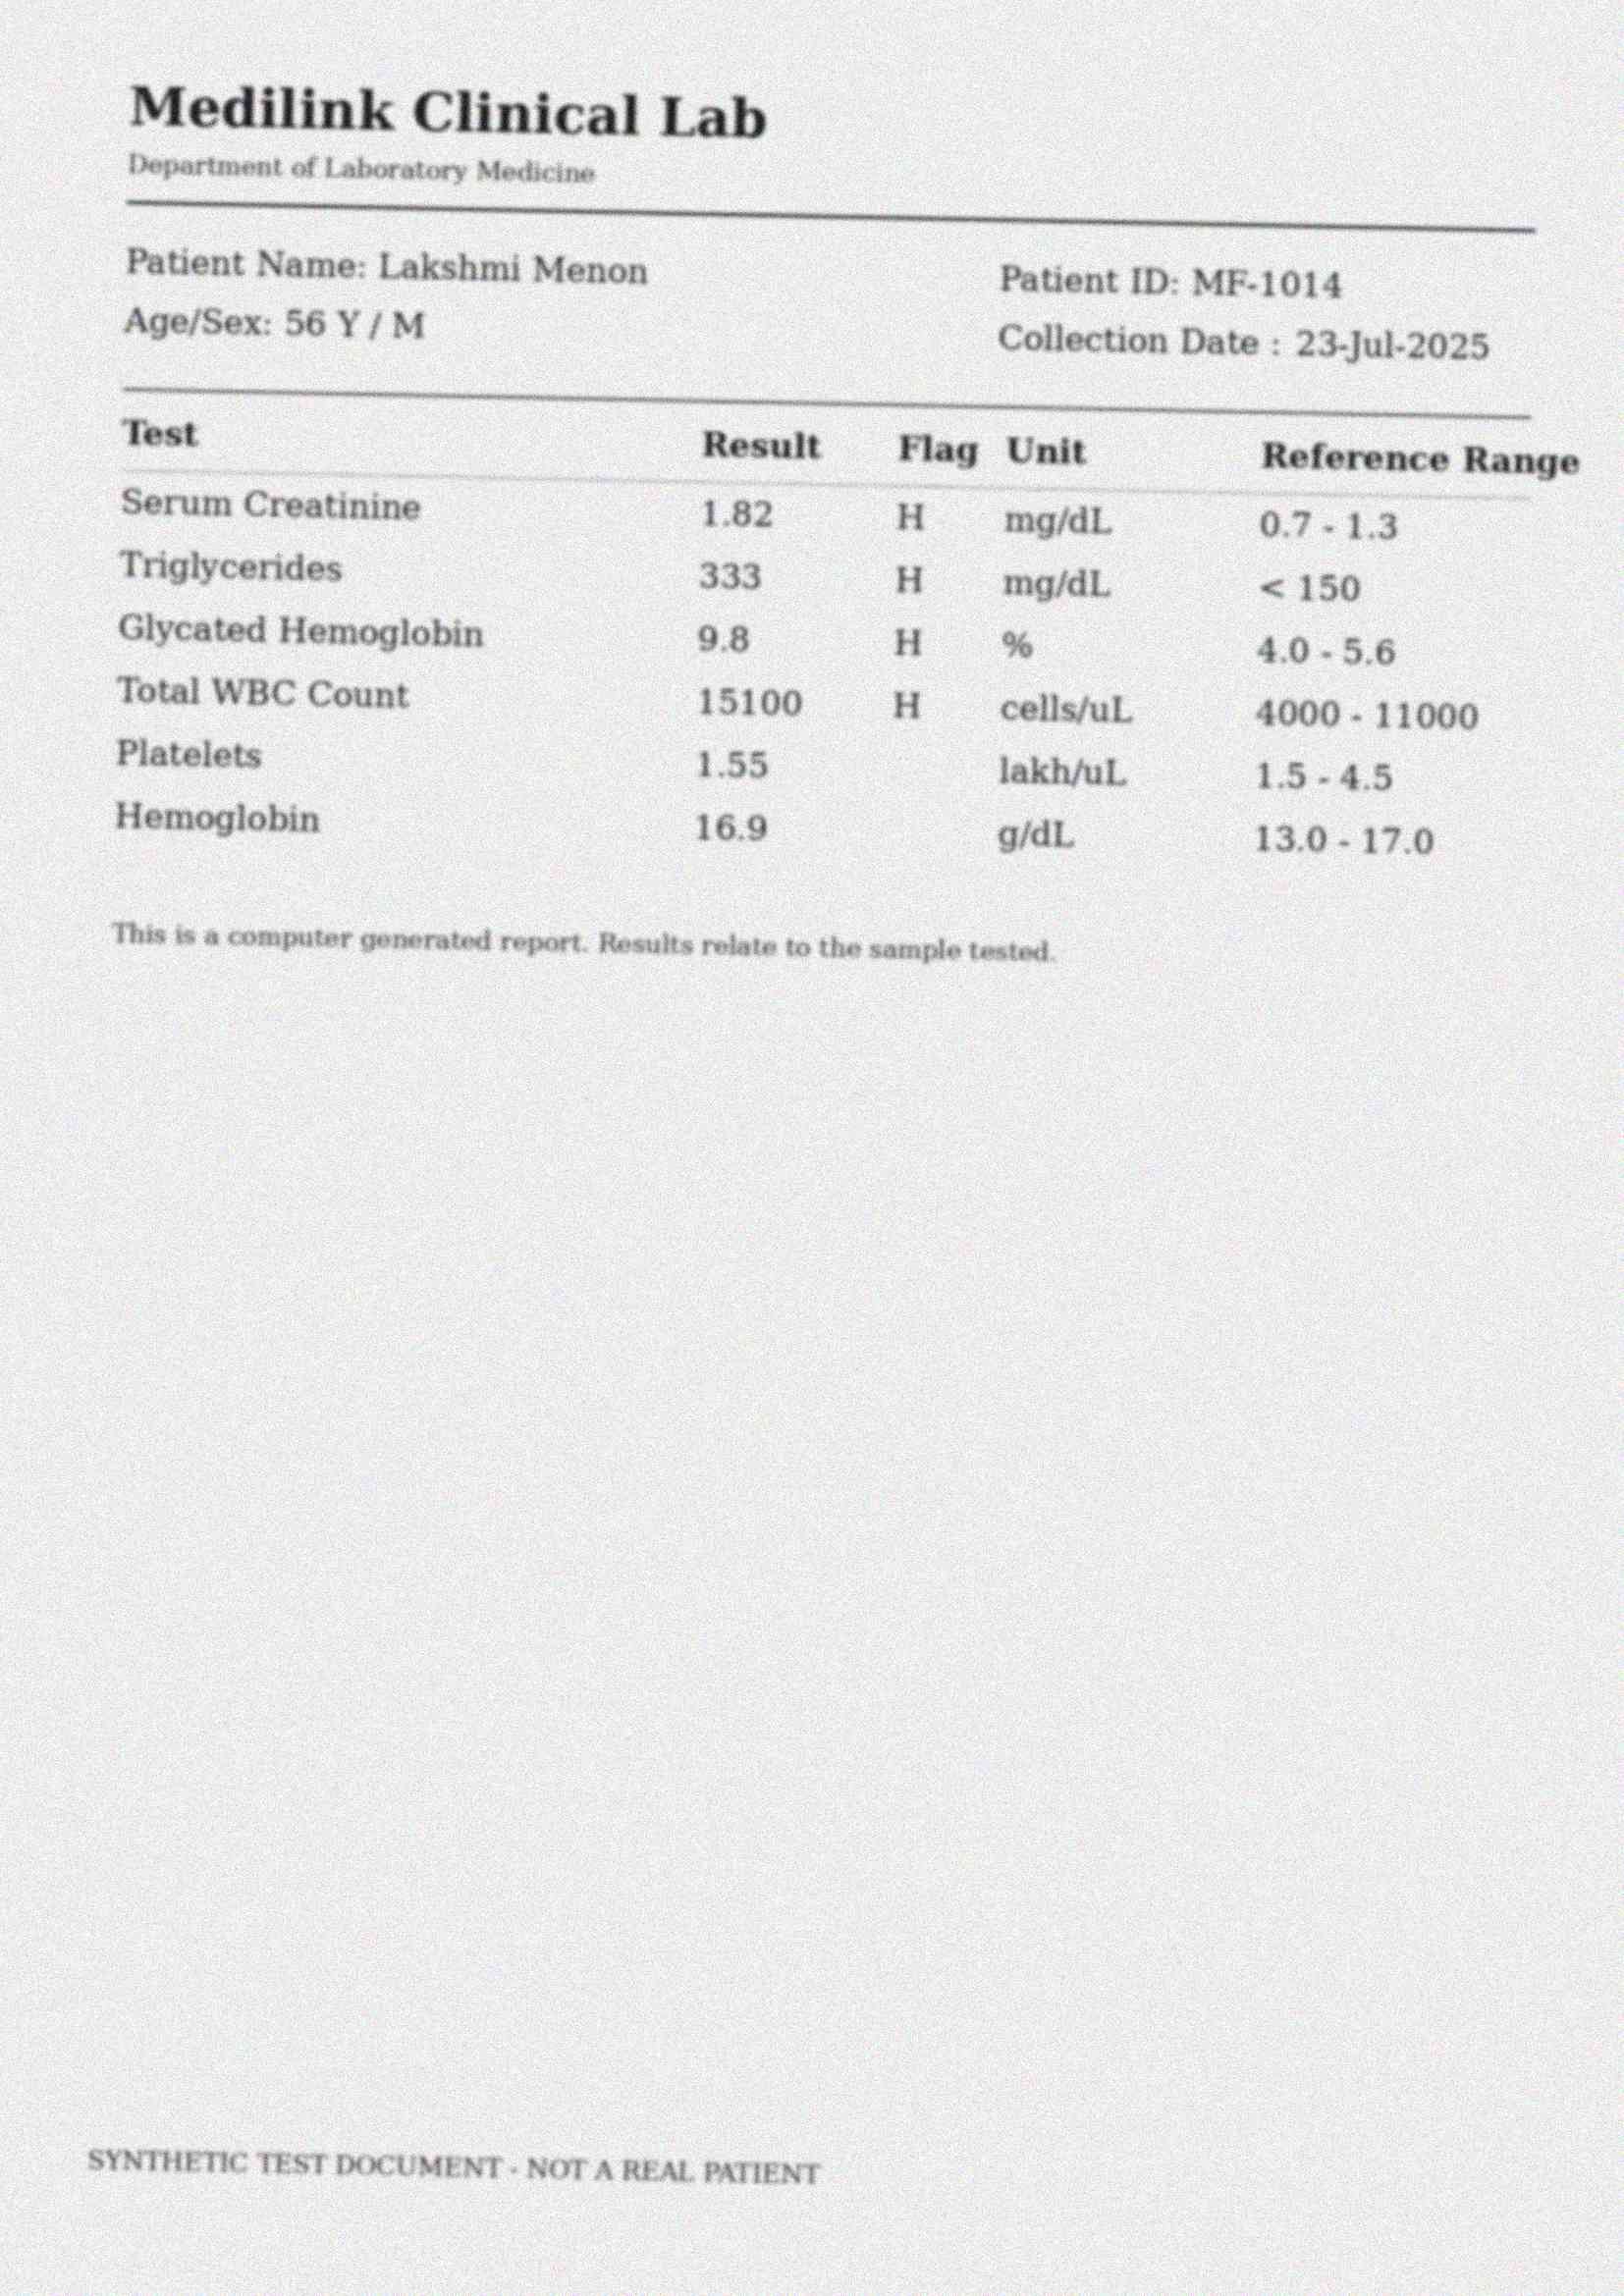 Medilink Clinical Lab
Department of Laboratory Medicine
Patient Name: Lakshmi Menon Patient ID: MF-1014
Age/Sex: 56 Y / M Collection Date : 23-Jul-2025
Test Result Flag Unit Reference Range
Serum Creatinine 1.82 H mg/dL 0.7 - 1.3
Triglycerides 333 H mg/dL < 150
Glycated Hemoglobin 9.8 H % 4.0 - 5.6
Total WBC Count 15100 H cells/uL 4000 - 11000
Platelets 1.55 lakh/uL 1.5 - 4.5
Hemoglobin 16.9 g/dL 13.0 - 17.0
This is a computer generated report. Results relate to the sample tested.
SYNTHETIC TEST DOCUMENT - NOT A REAL PATIENT